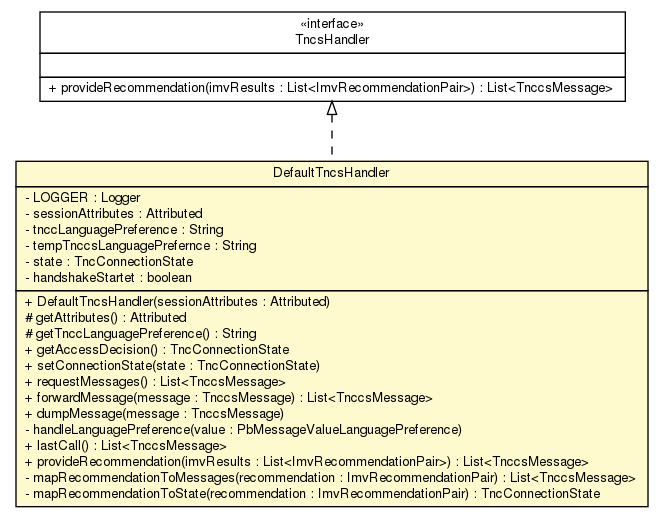 «interface»
TncsHandler
+ provideRecommendation(imvResults : List<ImvRecommendationPair>) : List<TnccsMessage>
DefaultTncsHandler
- LOGGER : Logger
- sessionAttributes : Attributed
- tnccLanguagePreference : String
- tempTnccsLanguagePrefernce : String
- state : TncConnectionState
- handshakeStartet : boolean
+ DefaultTncsHandler(sessionAttributes : Attributed)
# getAttributes() : Attributed
# getTnccLanguagePreference() : String
+ getAccessDecision() : TncConnectionState
+ setConnectionState(state : TncConnectionState)
+ requestMessages() : List<TnccsMessage>
+ forwardMessage(message : TnccsMessage) : List<TnccsMessage>
+ dumpMessage(message : TnccsMessage)
- handleLanguagePreference(value : PbMessageValueLanguagePreference)
+ lastCall() : List<TnccsMessage>
+ provideRecommendation(imvResults : List<ImvRecommendationPair>) : List<TnccsMessage>
- mapRecommendationToMessages(recommendation : ImvRecommendationPair) : List<TnccsMessage>
- mapRecommendationToState(recommendation : ImvRecommendationPair) : TncConnectionState